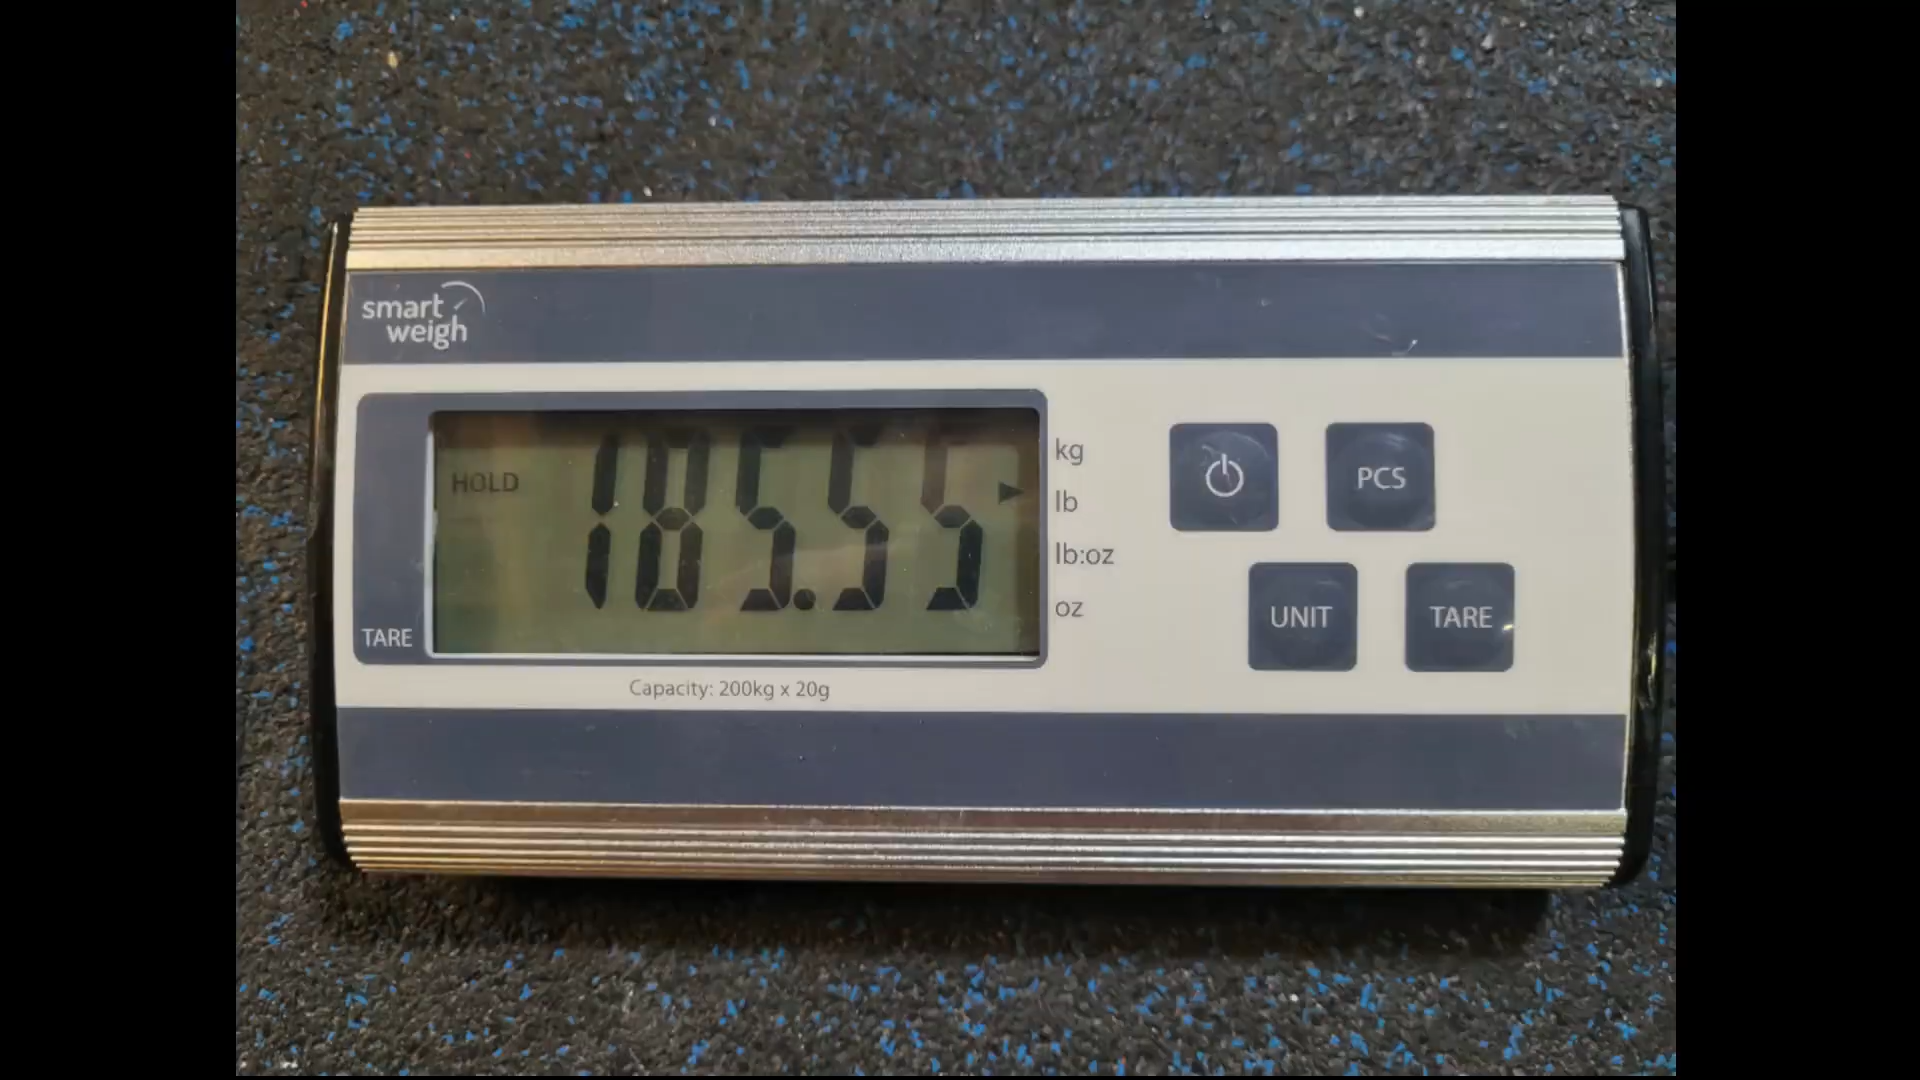 smart
weigh
HOLD
185.55
kg
lb
lb:oz
oz
TARE
Capacity: 200kg x 20g
PCS
UNIT
TARE